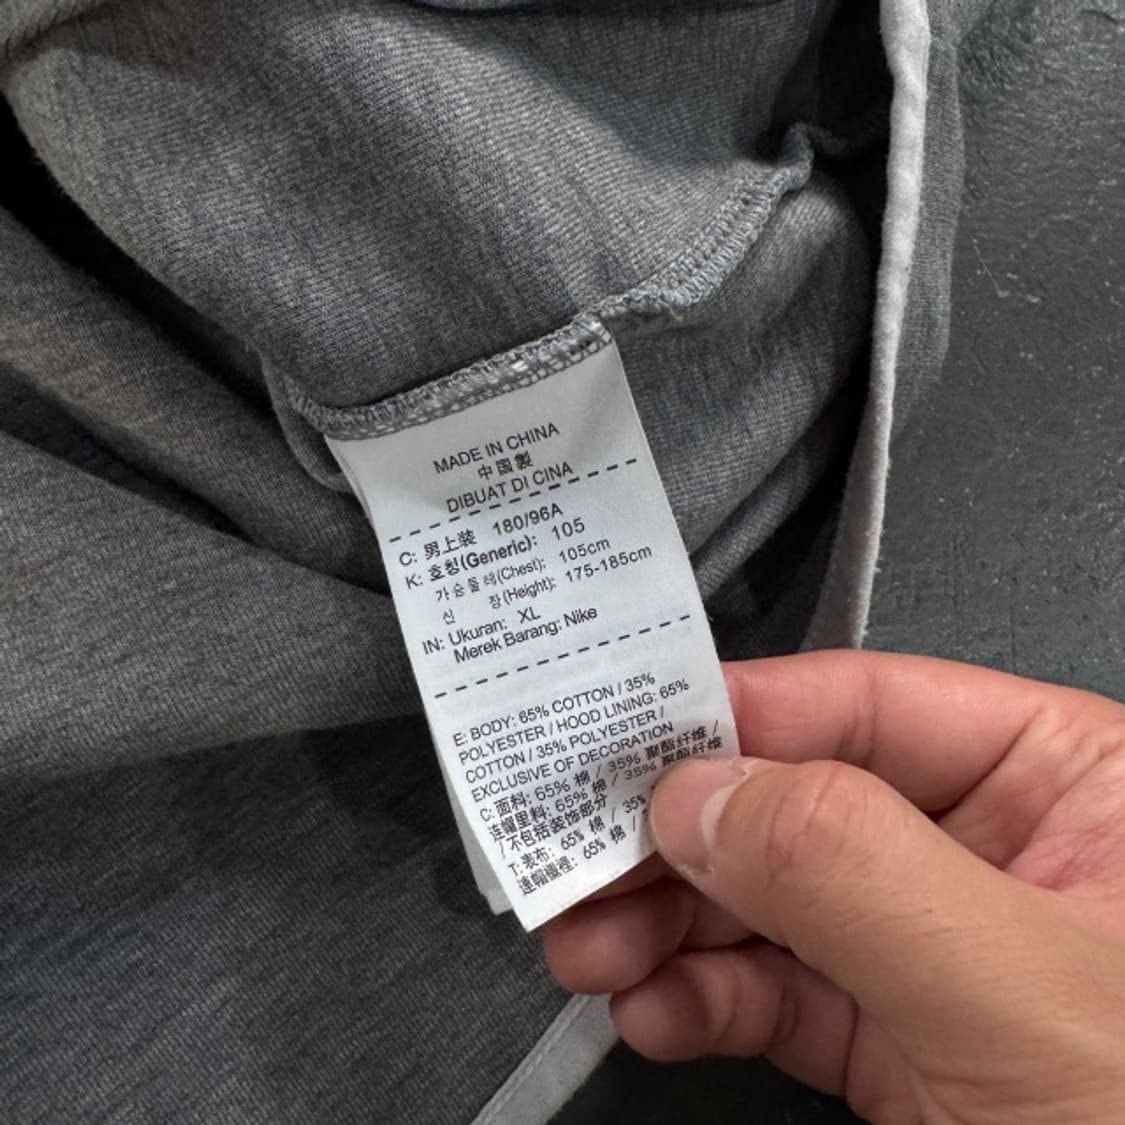 MADE IN CHINA
中国製
DIBUAT DI CINA
C: 男上裝 180/96A
K: 호칭(Generic): 105
가슴둘레(Chest): 105cm
신 장(Height): 175-185cm
IN: Ukuran: XL
Merek Barang: Nike
E: BODY: 65% COTTON / 35%
POLYESTER / HOOD LINING: 65%
COTTON / 35% POLYESTER /
EXCLUSIVE OF DECORATION
C: 面料: 65% 棉 / 35% 聚酯纤维 /
连帽里料: 65% 棉 / 35% 聚酯纤维
/ 不包括装饰部分
T: 表布: 65% 棉 / 35%
連帽裡: 65% 棉 /